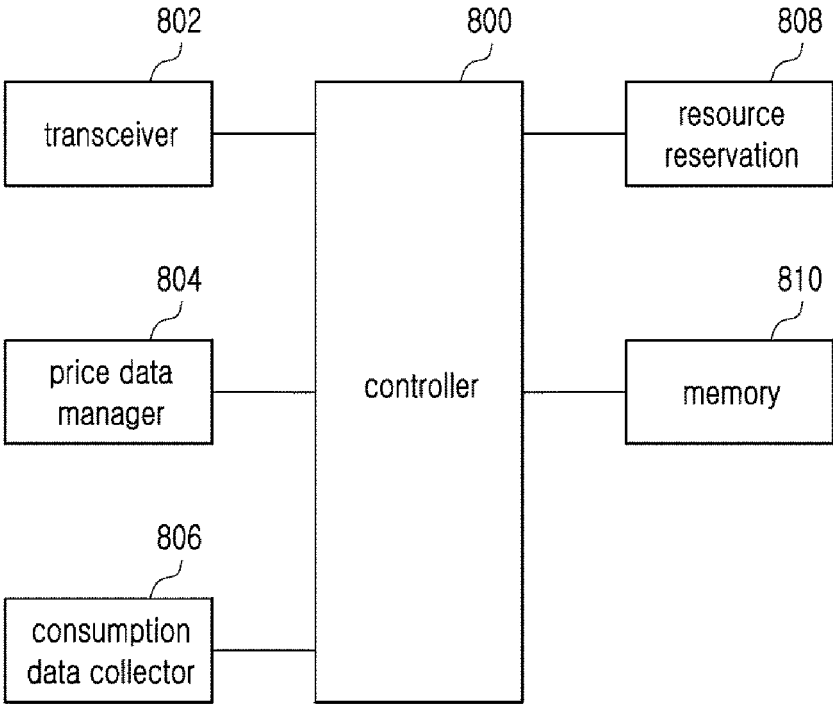 802
800
808
transceiver
resource
reservation
804
810
price data
manager
controller
memory
806
consumption
data collector